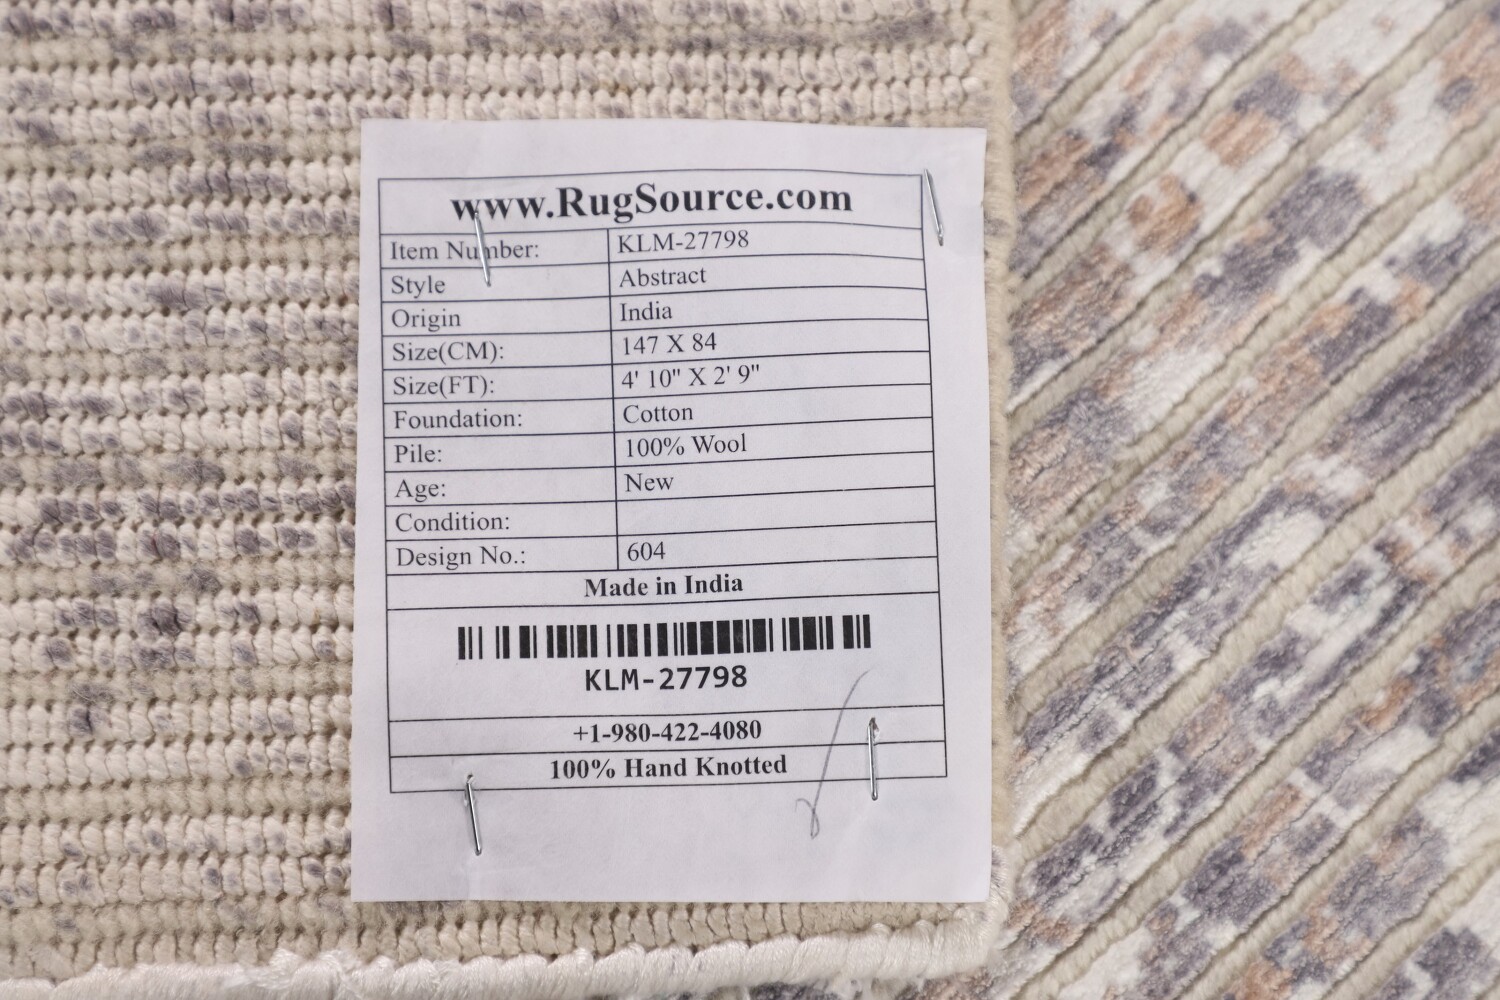 www.RugSource.com
Item Number: KLM-27798
Style Abstract
Origin India
Size(CM): 147 X 84
Size(FT): 4' 10" X 2' 9"
Foundation: Cotton
Pile: 100% Wool
Age: New
Condition:
Design No.: 604
Made in India
KLM-27798
+1-980-422-4080
100% Hand Knotted